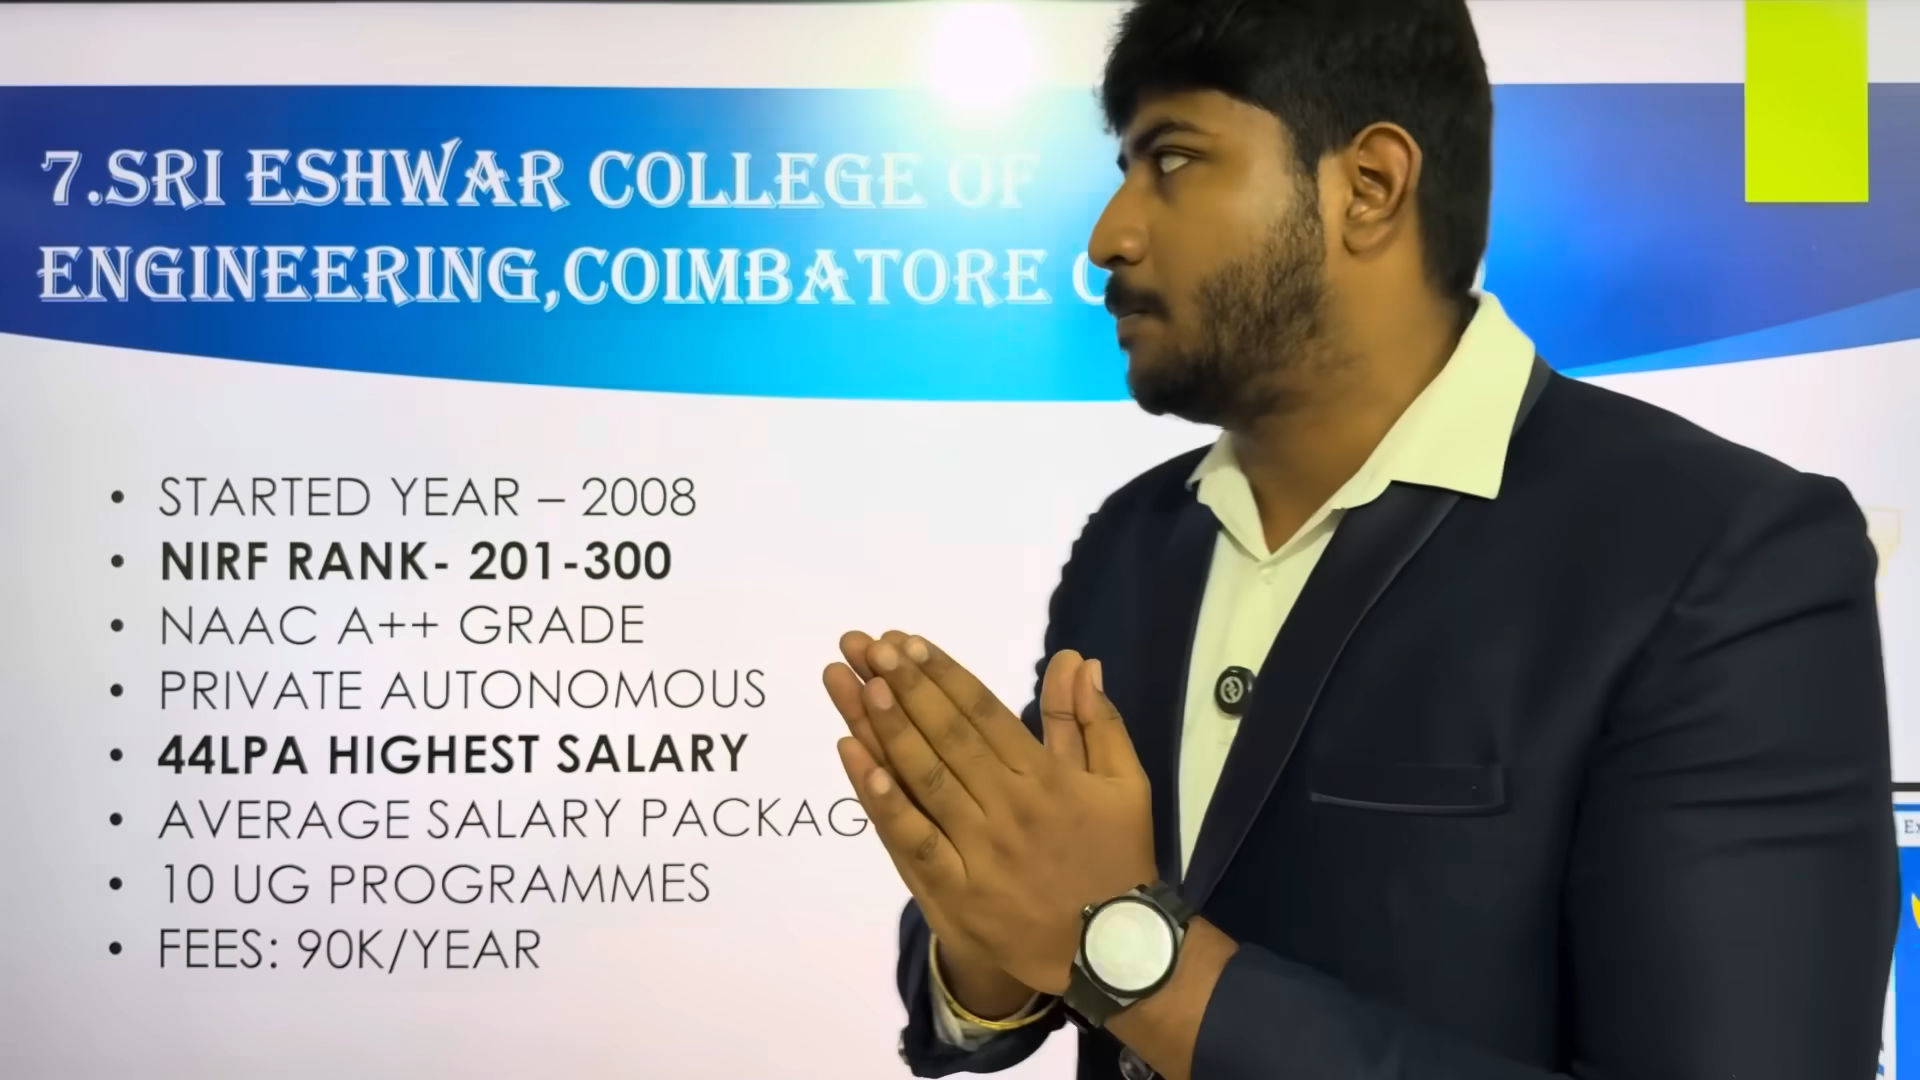 7.SRI ESHWAR COLLEGE OF
ENGINEERING,COIMBATORE
• STARTED YEAR – 2008
• NIRF RANK- 201-300
• NAAC A++ GRADE
• PRIVATE AUTONOMOUS
• 44LPA HIGHEST SALARY
• AVERAGE SALARY
• 10 UG PROGRAMMES
• FEES: 90K/YEAR